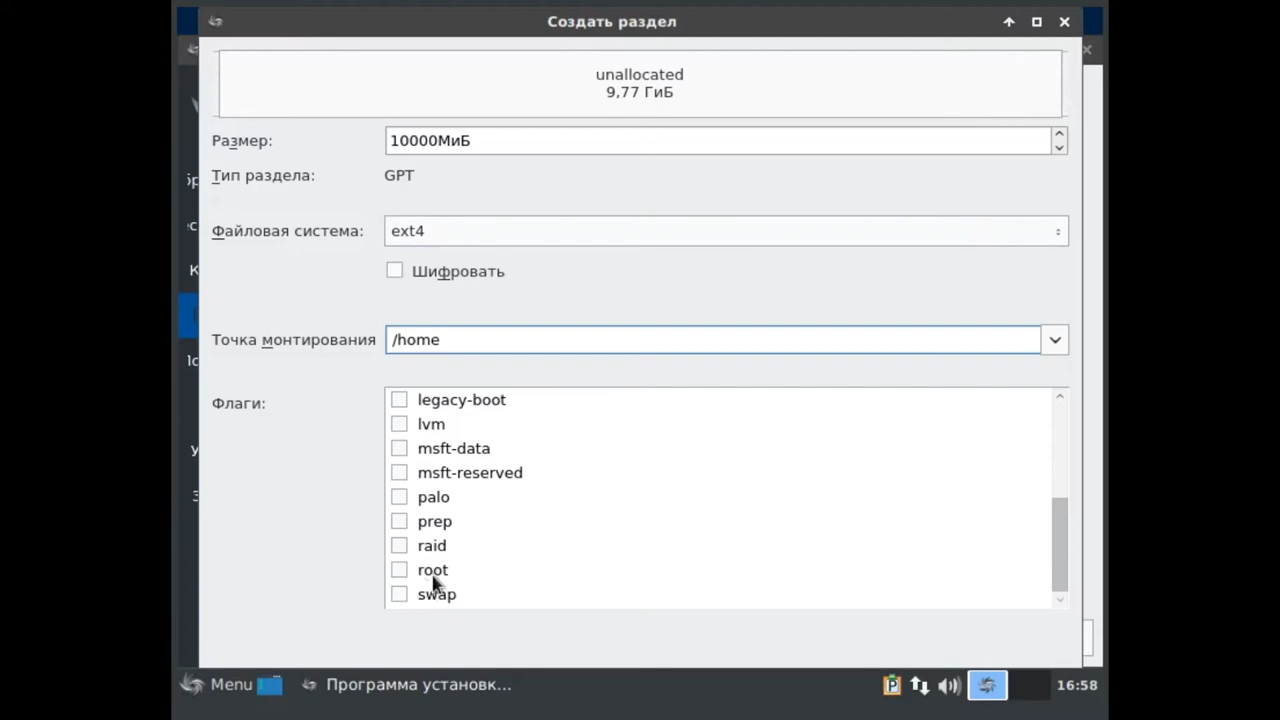 Создать раздел
unallocated
9,77 ГиБ
Размер:
10000МиБ
Тип раздела:
GPT
Файловая система:
ext4
Шифровать
Точка монтирования
/home
Флаги:
legacy-boot
lvm
msft-data
msft-reserved
palo
prep
raid
root
swap
Menu
Программа установк...
16:58